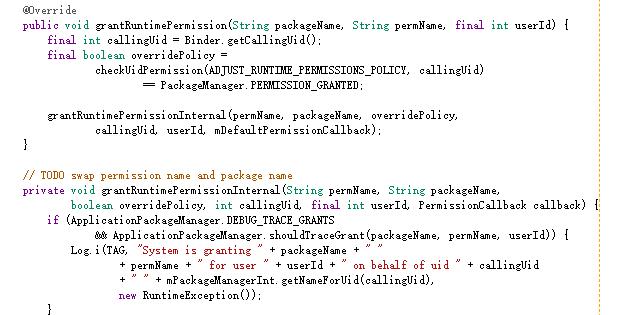 @Override
public void grantRuntimePermission(String packageName, String permName, final int userId) {
    final int callingUid = Binder.getCallingUid();
    final boolean overridePolicy =
            checkUidPermission(ADJUST_RUNTIME_PERMISSIONS_POLICY, callingUid)
                    == PackageManager.PERMISSION_GRANTED;

    grantRuntimePermissionInternal(permName, packageName, overridePolicy,
            callingUid, userId, mDefaultPermissionCallback);
}

// TODO swap permission name and package name
private void grantRuntimePermissionInternal(String permName, String packageName,
        boolean overridePolicy, int callingUid, final int userId, PermissionCallback callback) {
    if (ApplicationPackageManager.DEBUG_TRACE_GRANTS
            && ApplicationPackageManager.shouldTraceGrant(packageName, permName, userId)) {
        Log.i(TAG, "System is granting " + packageName + " "
                + permName + " for user " + userId + " on behalf of uid " + callingUid
                + " " + mPackageManagerInt.getNameForUid(callingUid),
                new RuntimeException());
    }